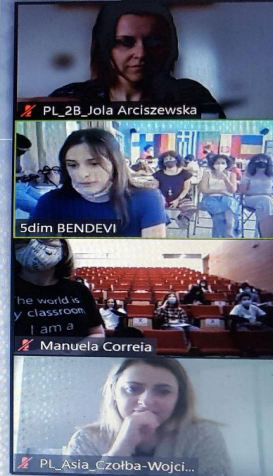 PL_2B_Jola Arciszewska
5dim BENDEVI
The world is
y classroom
I am a
Manuela Correia
PL_Asia_Czołba-Wojci...